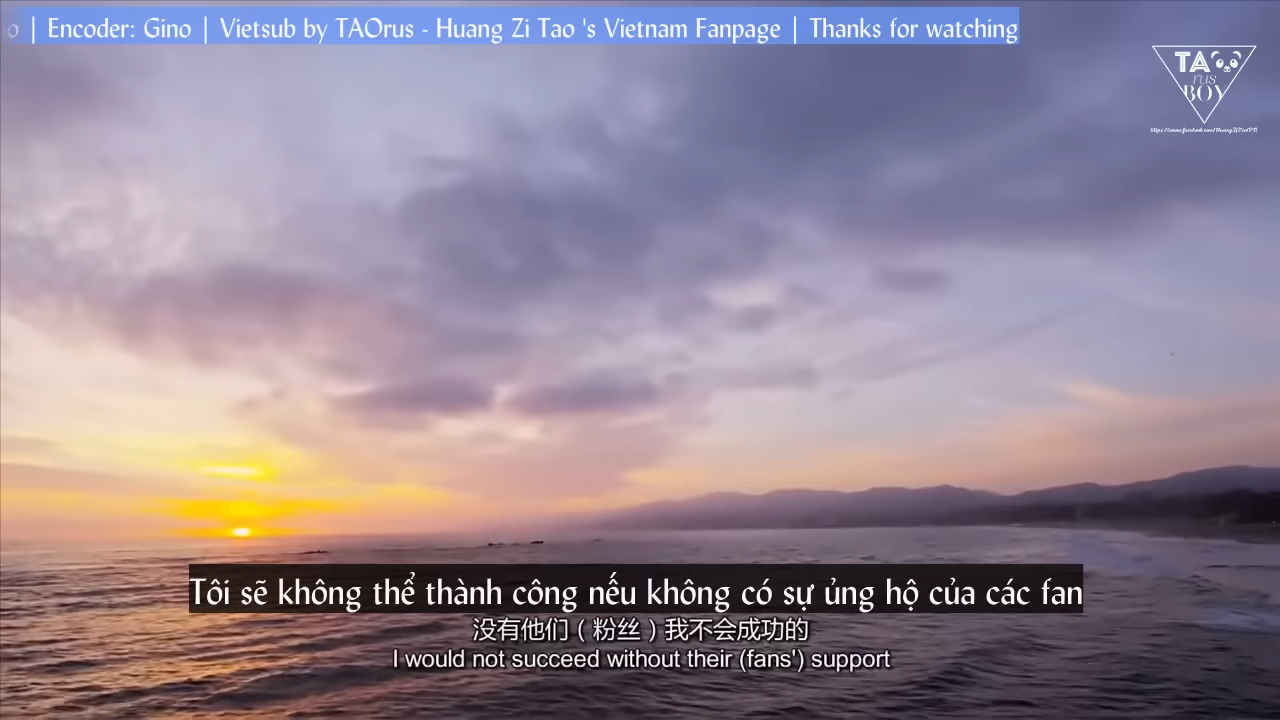 o | Encoder: Gino | Vietsub by TAOrus - Huang Zi Tao 's Vietnam Fanpage | Thanks for watching
TA
rus
BOY
Tôi sẽ không thể thành công nếu không có sự ủng hộ của các fan
没有他们（粉丝）我不会成功的
I would not succeed without their (fans') support